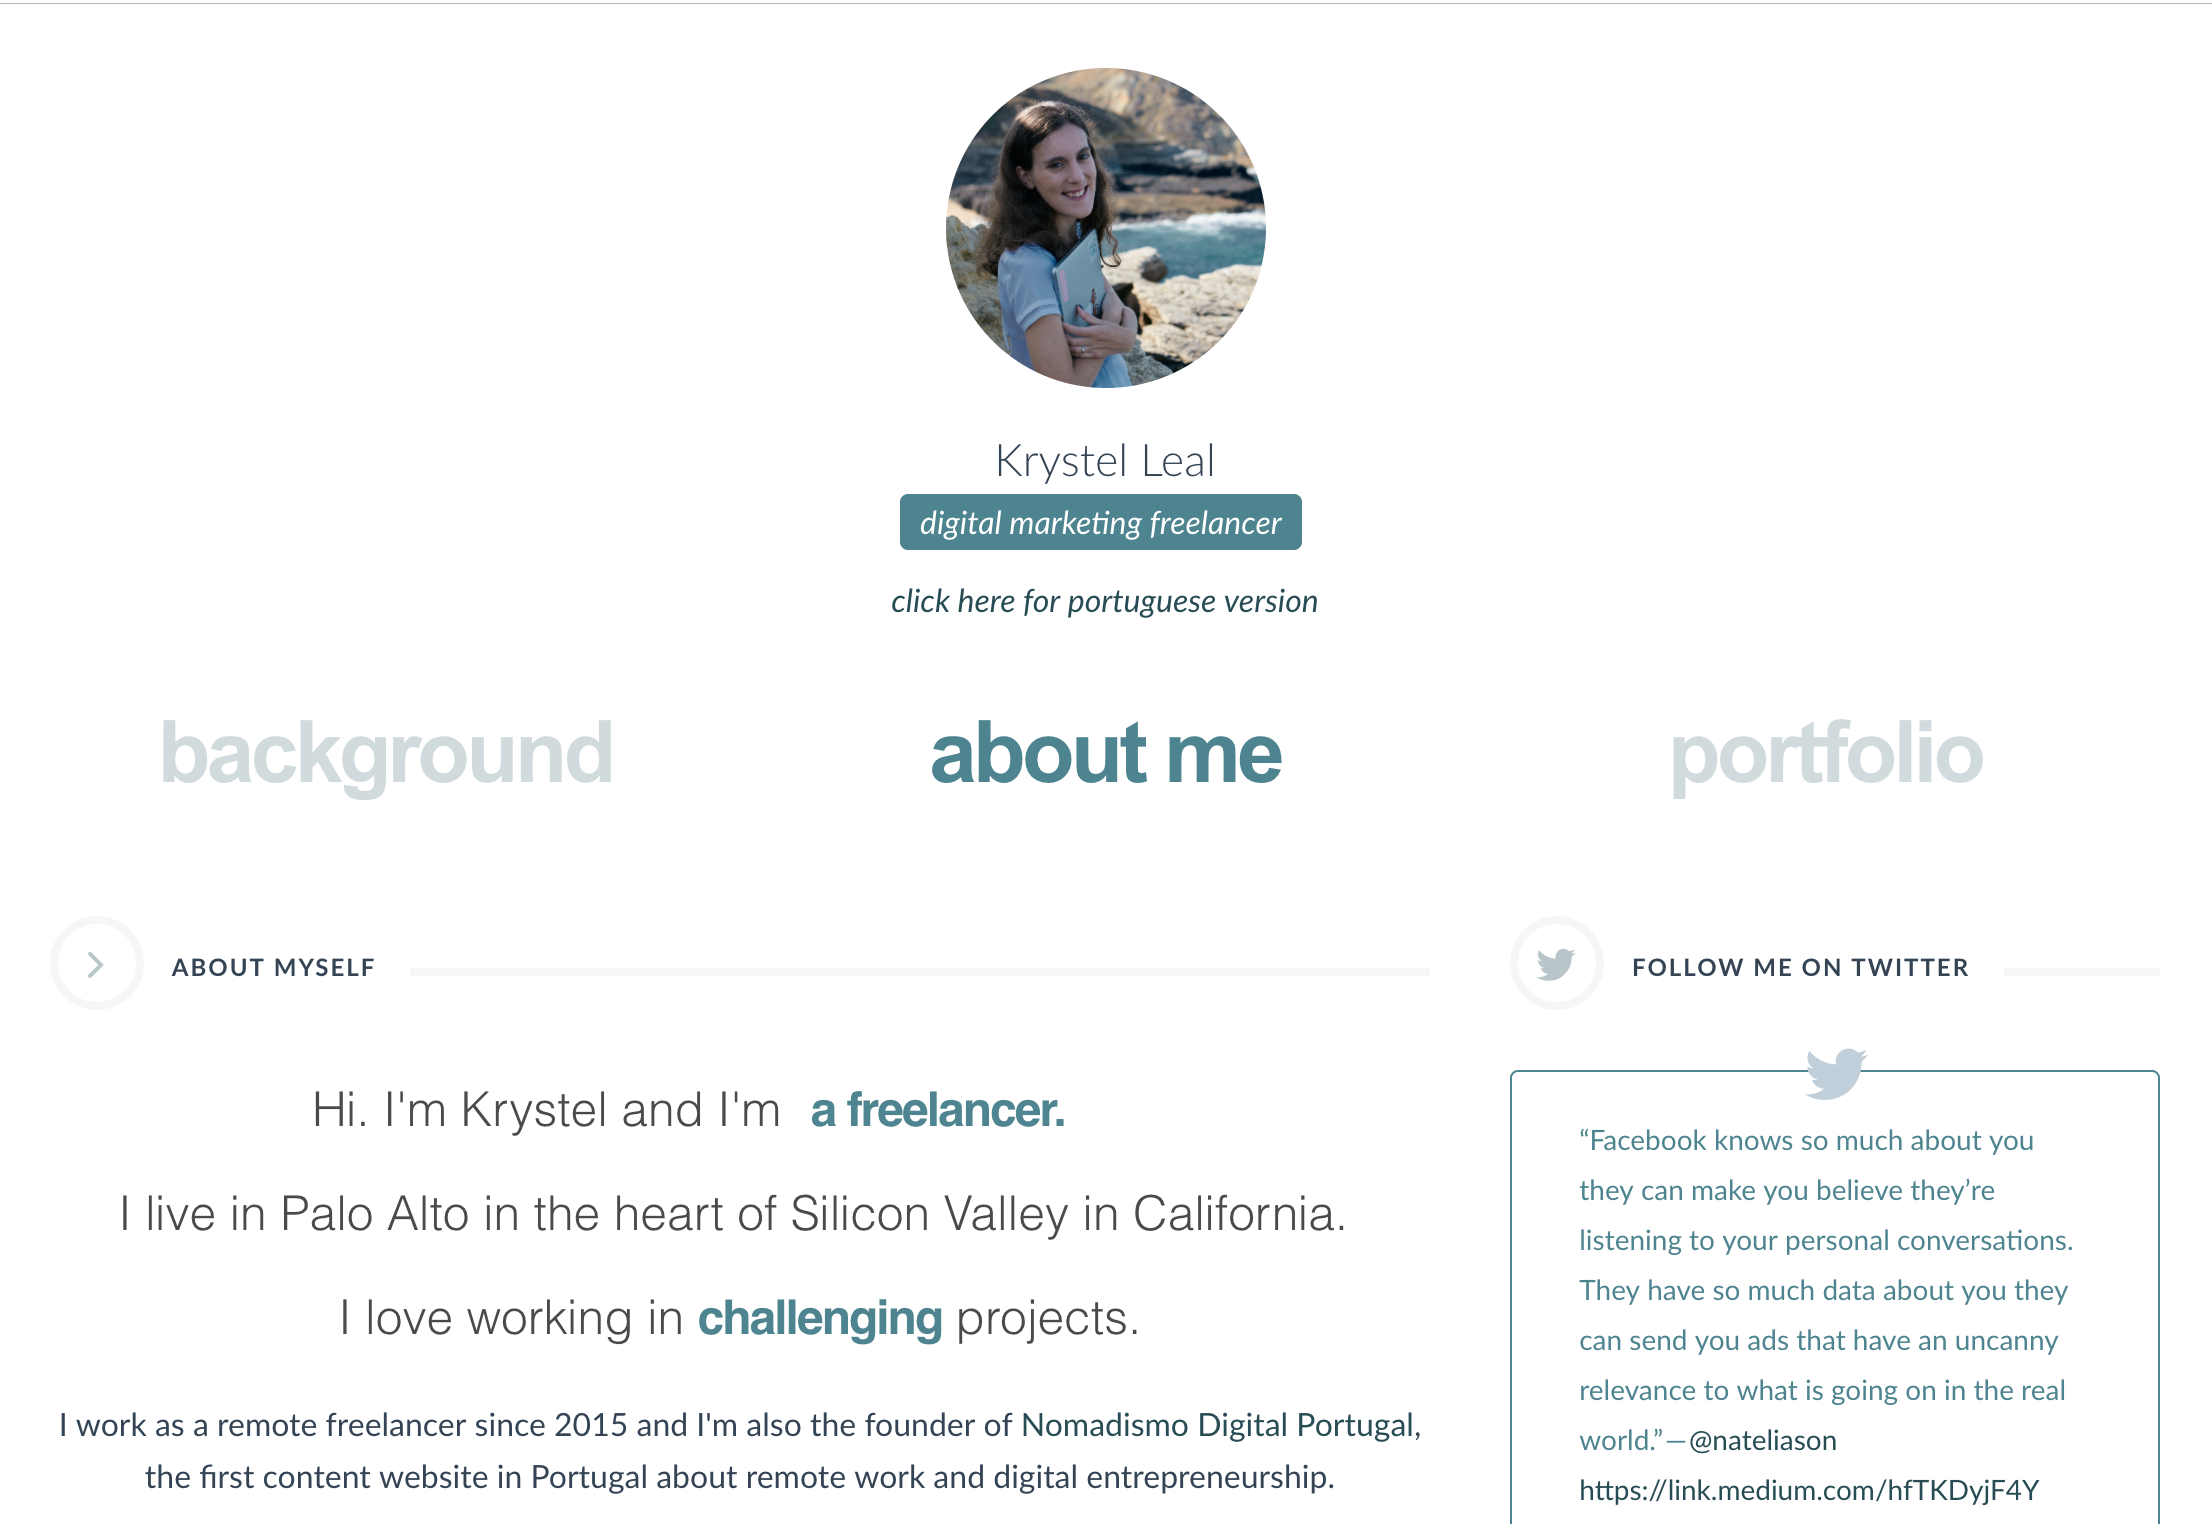 Krystel Leal
digital marketing freelancer
click here for portuguese version
background
about me
portfolio
ABOUT MYSELF
Hi. I'm Krystel and I'm a freelancer.
I live in Palo Alto in the heart of Silicon Valley in California.
I love working in challenging projects.
I work as a remote freelancer since 2015 and I'm also the founder of Nomadismo Digital Portugal,
the first content website in Portugal about remote work and digital entrepreneurship.
FOLLOW ME ON TWITTER
“Facebook knows so much about you
they can make you believe they’re
listening to your personal conversations.
They have so much data about you they
can send you ads that have an uncanny
relevance to what is going on in the real
world.” — @nateliason
https://link.medium.com/hfTKDyjF4Y